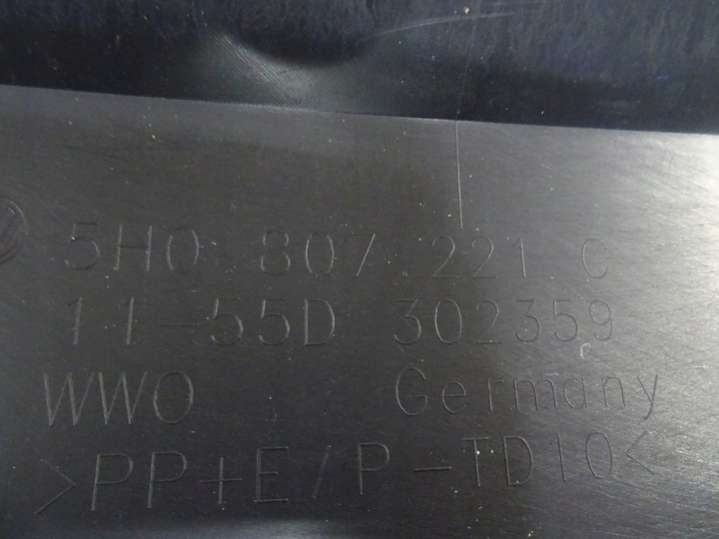 5H0 807 221 C
11-55D 302359
WWO Germany
>PP+E/P-TD10<